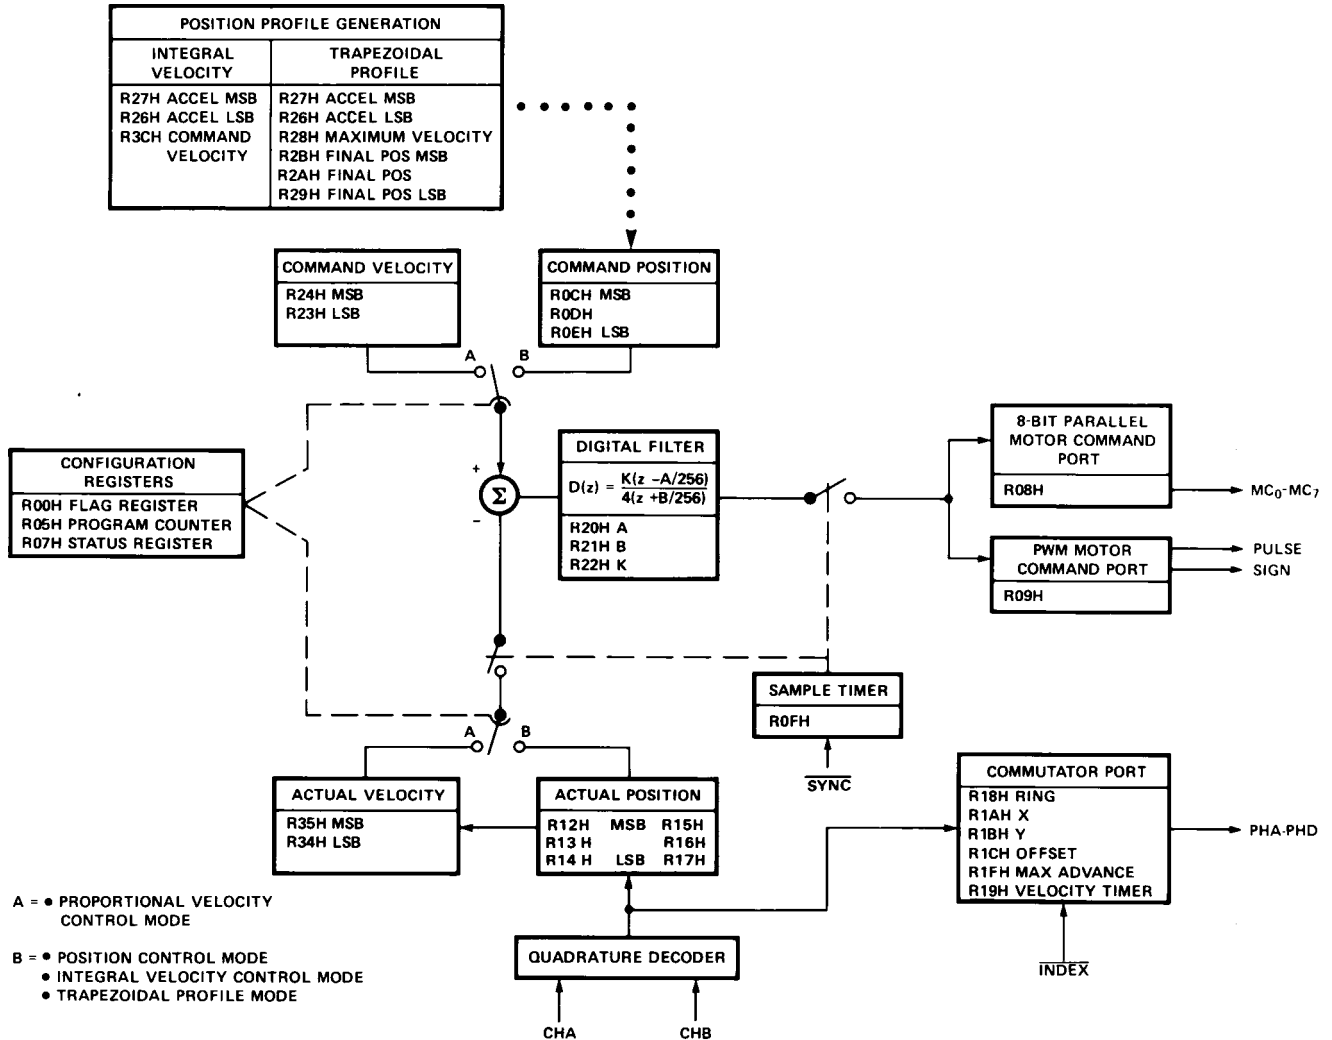 POSITION PROFILE GENERATION
INTEGRAL
VELOCITY
R27H ACCEL MSB
R26H ACCEL LSB
R3CH COMMAND
VELOCITY
TRAPEZOIDAL
PROFILE
R27H ACCEL MSB
R26H ACCEL LSB
R28H MAXIMUM VELOCITY
R2BH FINAL POS MSB
R2AH FINAL POS
R29H FINAL POS LSB
COMMAND VELOCITY
R24H MSB
R23H LSB
COMMAND POSITION
R0CH MSB
R0DH
R0EH LSB
A
B
CONFIGURATION
REGISTERS
R00H FLAG REGISTER
R05H PROGRAM COUNTER
R07H STATUS REGISTER
+
Σ
−
DIGITAL FILTER
D(z) = K(z −A/256)
4(z +B/256)
R20H A
R21H B
R22H K
8-BIT PARALLEL
MOTOR COMMAND
PORT
R08H
MC₀-MC₇
PWM MOTOR
COMMAND PORT
R09H
PULSE
SIGN
SAMPLE TIMER
R0FH
SYNC
A
B
ACTUAL VELOCITY
R35H MSB
R34H LSB
ACTUAL POSITION
R12H MSB R15H
R13H R16H
R14H LSB R17H
COMMUTATOR PORT
R18H RING
R1AH X
R1BH Y
R1CH OFFSET
R1FH MAX ADVANCE
R19H VELOCITY TIMER
PHA-PHD
INDEX
QUADRATURE DECODER
CHA
CHB
A = • PROPORTIONAL VELOCITY
CONTROL MODE
B = • POSITION CONTROL MODE
• INTEGRAL VELOCITY CONTROL MODE
• TRAPEZOIDAL PROFILE MODE